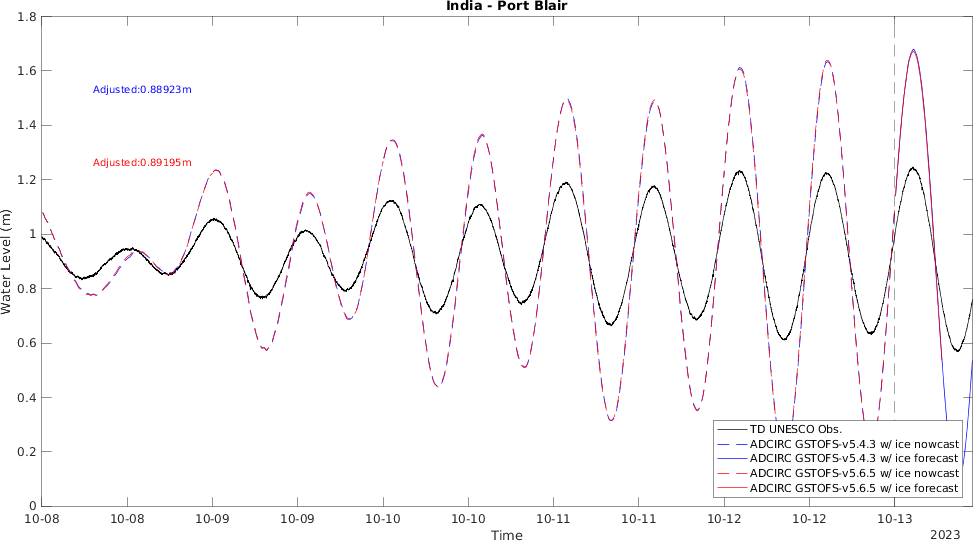 India - Port Blair
1.8
1.6
1.4
1.2
1
0.8
0.6
0.4
0.2
0
Water Level (m)
Adjusted:0.88923m
Adjusted:0.89195m
TD UNESCO Obs.
ADCIRC GSTOFS-v5.4.3 w/ ice nowcast
ADCIRC GSTOFS-v5.4.3 w/ ice forecast
ADCIRC GSTOFS-v5.6.5 w/ ice nowcast
ADCIRC GSTOFS-v5.6.5 w/ ice forecast
10-08 10-08 10-09 10-09 10-10 10-10 10-11 10-11 10-12 10-12 10-13
Time
2023